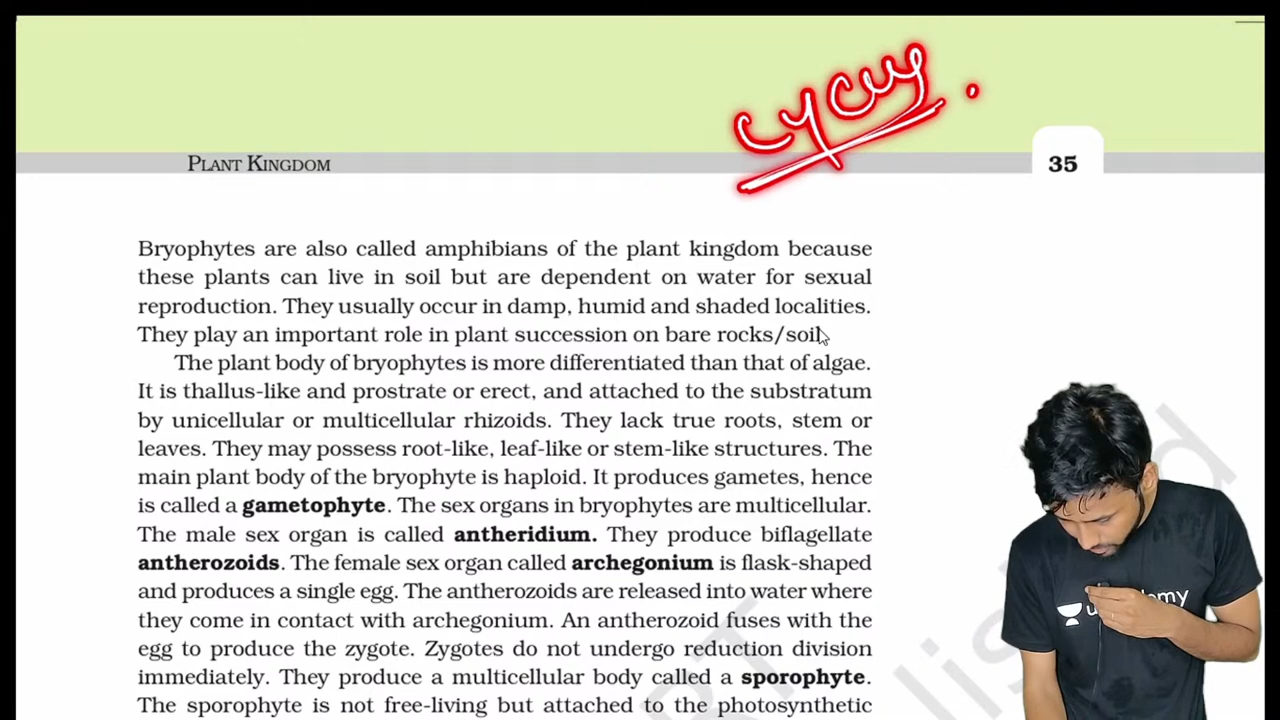 cycus.
PLANT KINGDOM
35
Bryophytes are also called amphibians of the plant kingdom because
these plants can live in soil but are dependent on water for sexual
reproduction. They usually occur in damp, humid and shaded localities.
They play an important role in plant succession on bare rocks/soil
The plant body of bryophytes is more differentiated than that of algae.
It is thallus-like and prostrate or erect, and attached to the substratum
by unicellular or multicellular rhizoids. They lack true roots, stem or
leaves. They may possess root-like, leaf-like or stem-like structures. The
main plant body of the bryophyte is haploid. It produces gametes, hence
is called a gametophyte. The sex organs in bryophytes are multicellular.
The male sex organ is called antheridium. They produce biflagellate
antherozoids. The female sex organ called archegonium is flask-shaped
and produces a single egg. The antherozoids are released into water where
they come in contact with archegonium. An antherozoid fuses with the
egg to produce the zygote. Zygotes do not undergo reduction division
immediately. They produce a multicellular body called a sporophyte.
The sporophyte is not free-living but attached to the photosynthetic